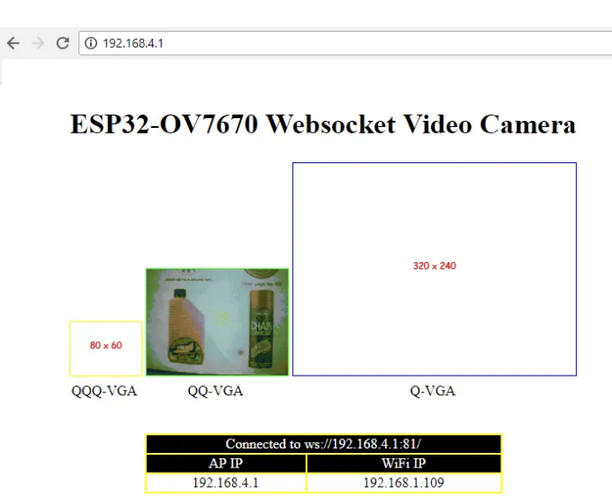 192.168.4.1
ESP32-OV7670 Websocket Video Camera
320 x 240
CHAIN
80 x 60
QQQ-VGA
QQ-VGA
Q-VGA
Connected to ws://192.168.4.1:81/
AP IP
WiFi IP
192.168.4.1
192.168.1.109